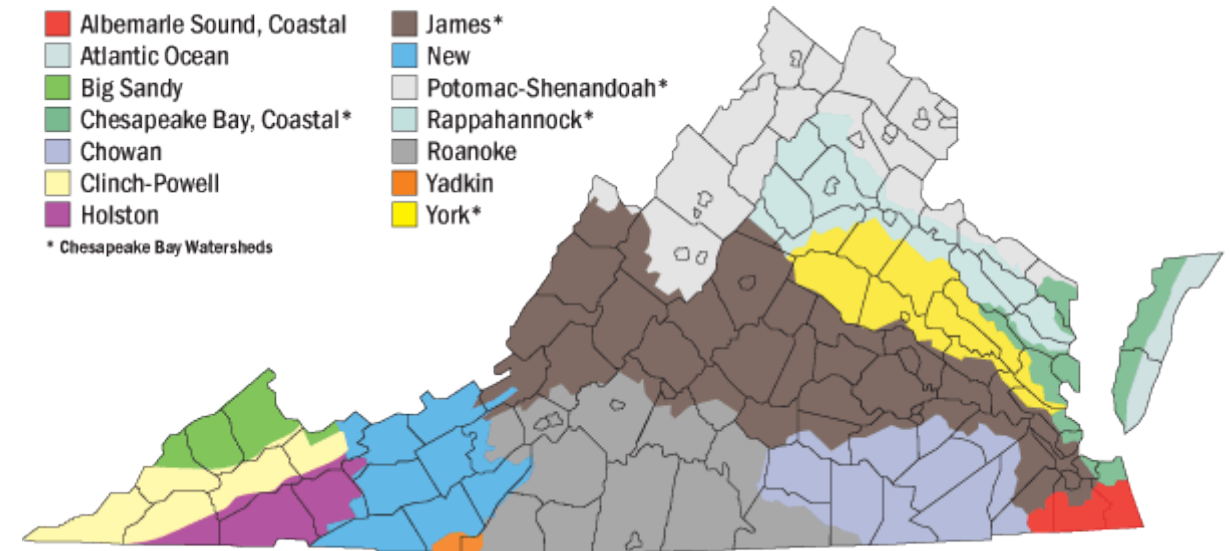 Albemarle Sound, Coastal
Atlantic Ocean
Big Sandy
Chesapeake Bay, Coastal*
Chowan
Clinch-Powell
Holston
* Chesapeake Bay Watersheds
James*
New
Potomac-Shenandoah*
Rappahannock*
Roanoke
Yadkin
York*